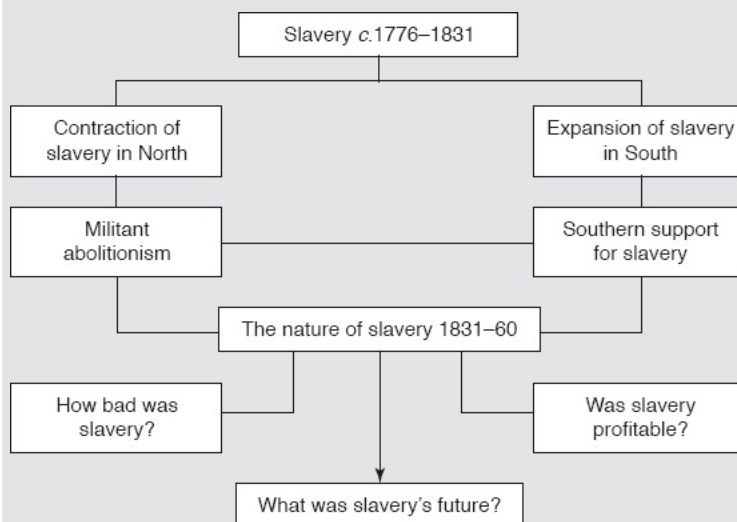 Slavery c.1776–1831
Contraction of
slavery in North
Expansion of slavery
in South
Militant
abolitionism
Southern support
for slavery
The nature of slavery 1831–60
How bad was
slavery?
Was slavery
profitable?
What was slavery's future?